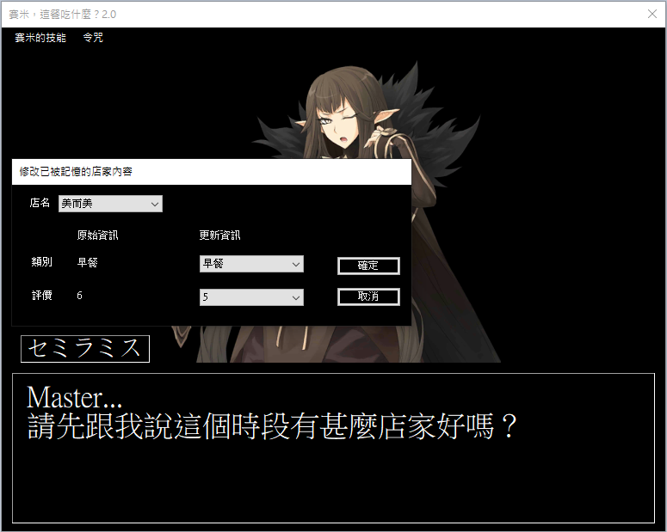 賽米，這餐吃什麼？2.0
賽米的技能 令咒
修改已被記憶的店家內容
店名 美而美
原始資訊 更新資訊
類別 早餐 早餐 確定
評價 6 5 取消
セミラミス
Master...
請先跟我說這個時段有甚麼店家好嗎？